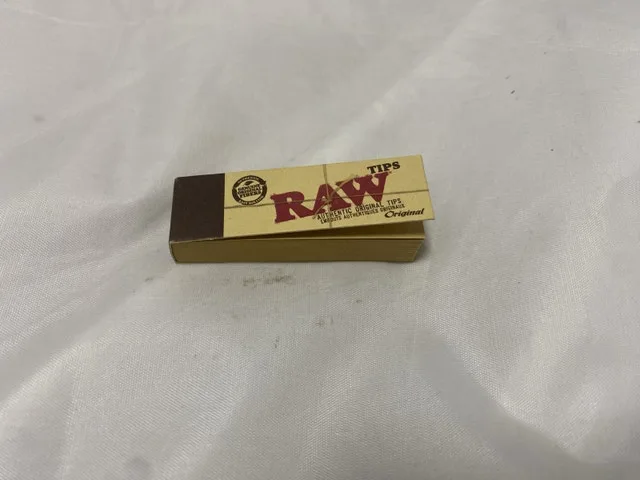 TIPS
RAW
AUTHENTIC ORIGINAL TIPS
EMBOUTS AUTHENTIQUES ORIGINAUX
Original